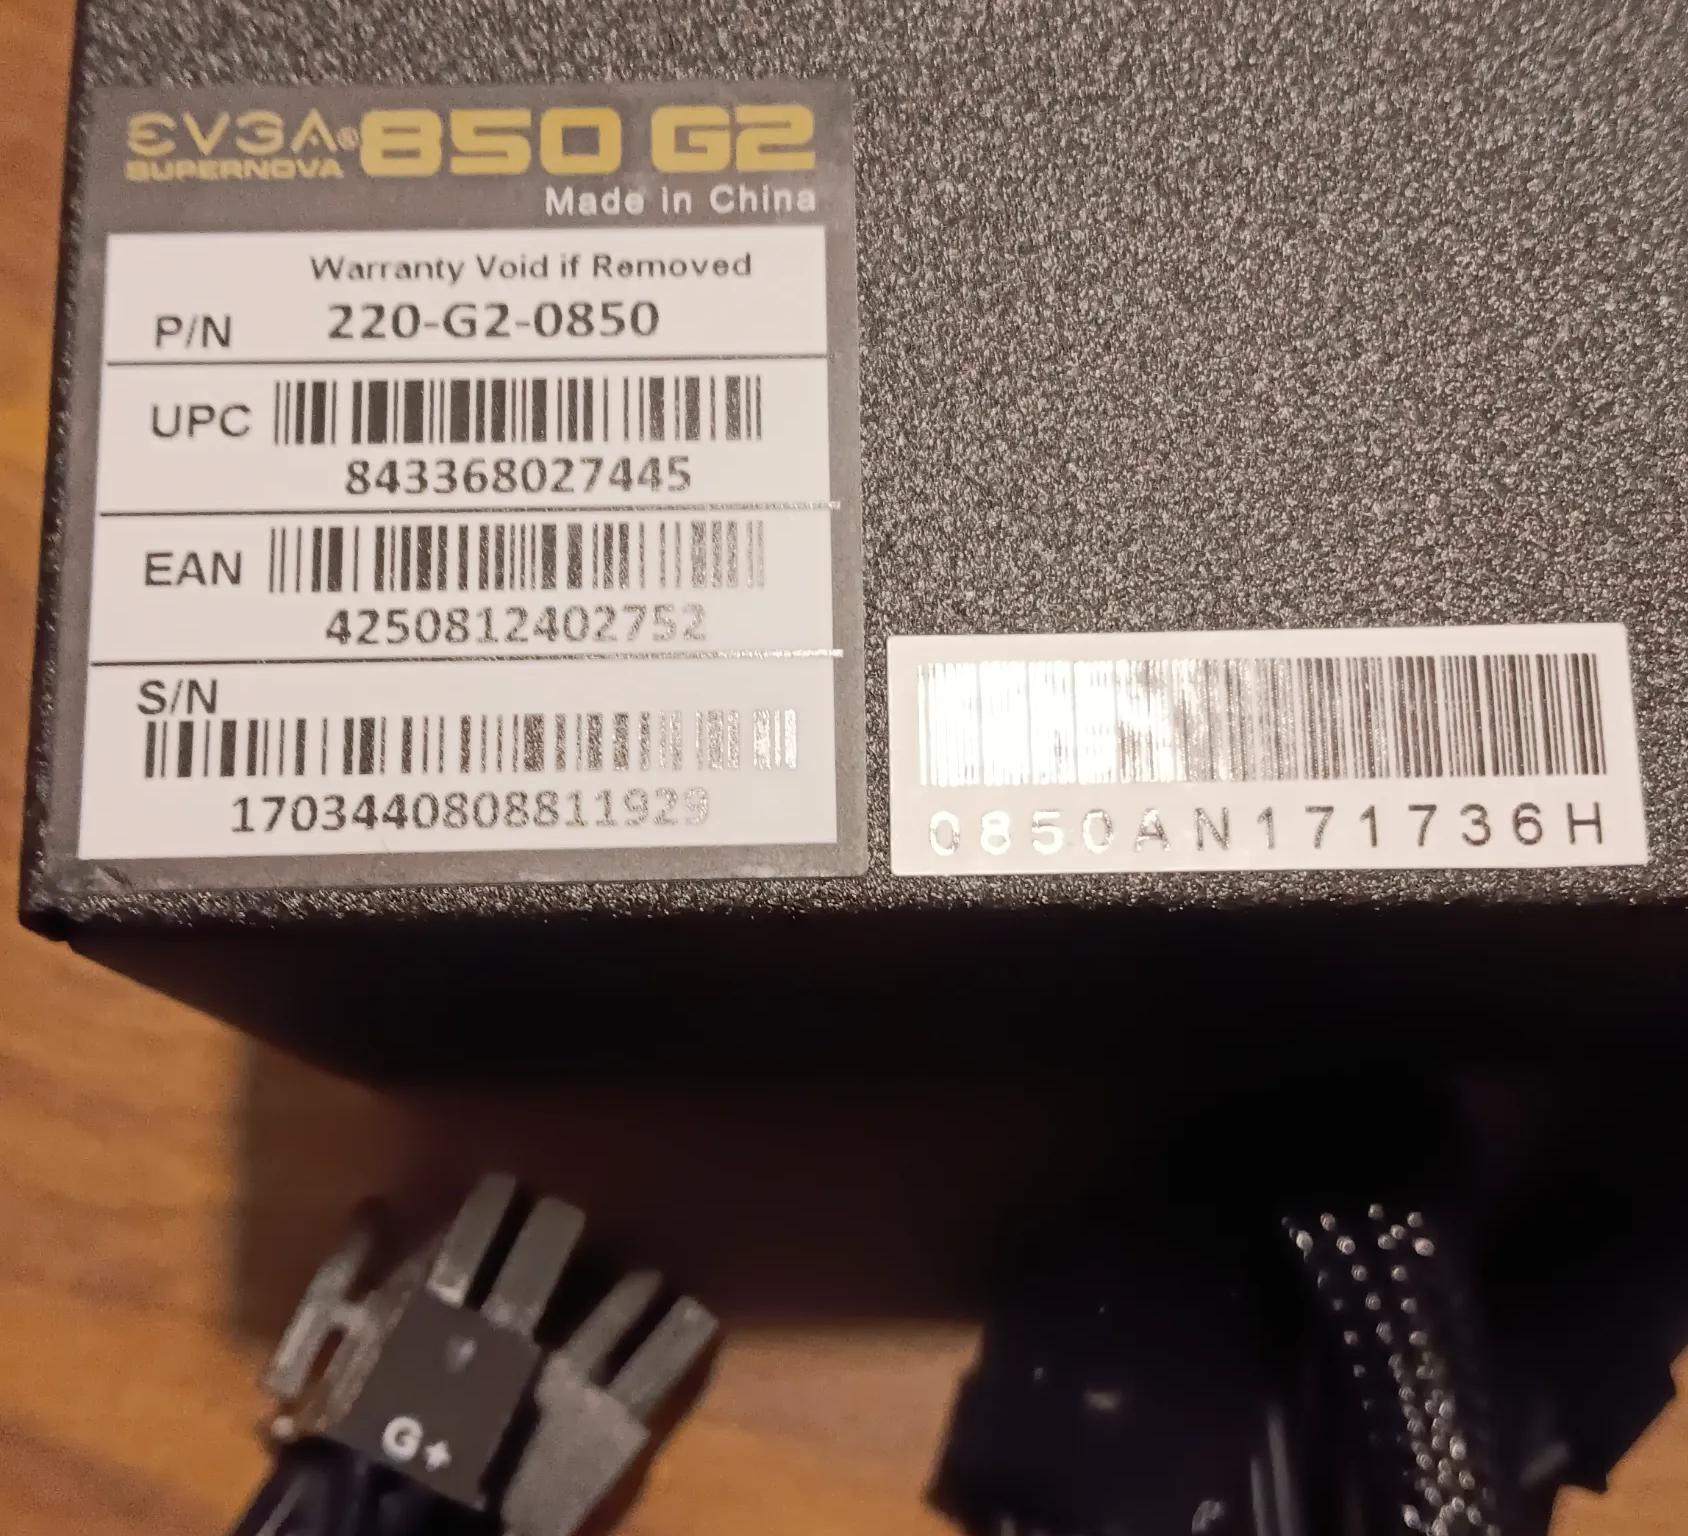 EVGA® 850 G2
SUPERNOVA
Made in China
Warranty Void if Removed
P/N 220-G2-0850
UPC
843368027445
EAN
4250812402752
S/N
1703440808811929
0850AN171736H
G+